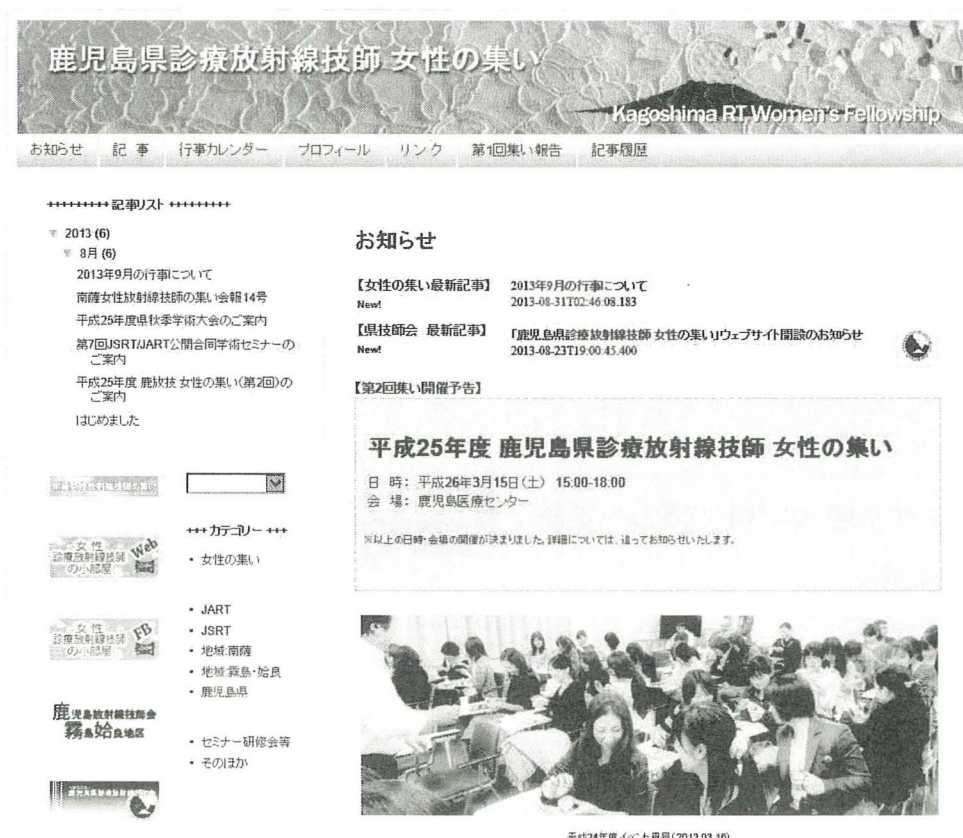 鹿児島県診療放射線技師 女性の集い
Kagoshima RT Women's Fellowship
お知らせ 記 事 行事カレンダー プロフィール リンク 第1回集い報告 記事履歴
+++++++++ 記事リスト +++++++++
2013 (6)
8月 (6)
2013年9月の行事について
南薩女性放射線技師の集い会報14号
平成25年度県秋季学術大会のご案内
第7回JSRT/JART公開合同学術セミナーの
ご案内
平成25年度 鹿放技 女性の集い(第2回)の
ご案内
はじめました
女 性
診療放射線技師
の小部屋
Web
女 性
診療放射線技師
の小部屋
FB
鹿児島放射線技師会
霧島姶良地区
+++ カテゴリー +++
・ 女性の集い
・ JART
・ JSRT
・ 地域:南薩
・ 地域:霧島・姶良
・ 鹿児島県
・ セミナー研修会等
・ そのほか
お知らせ
【女性の集い最新記事】 2013年9月の行事について
New! 2013-08-31T02:46:08.183
【県技師会 最新記事】 「鹿児島県診療放射線技師 女性の集い」ウェブサイト開設のお知らせ
New! 2013-08-23T19:00:45.400
【第2回集い開催予告】
平成25年度 鹿児島県診療放射線技師 女性の集い
日 時： 平成26年3月15日(土) 15:00-18:00
会 場： 鹿児島医療センター
※以上の日時・会場の開催が決まりました。詳細については、追ってお知らせいたします。